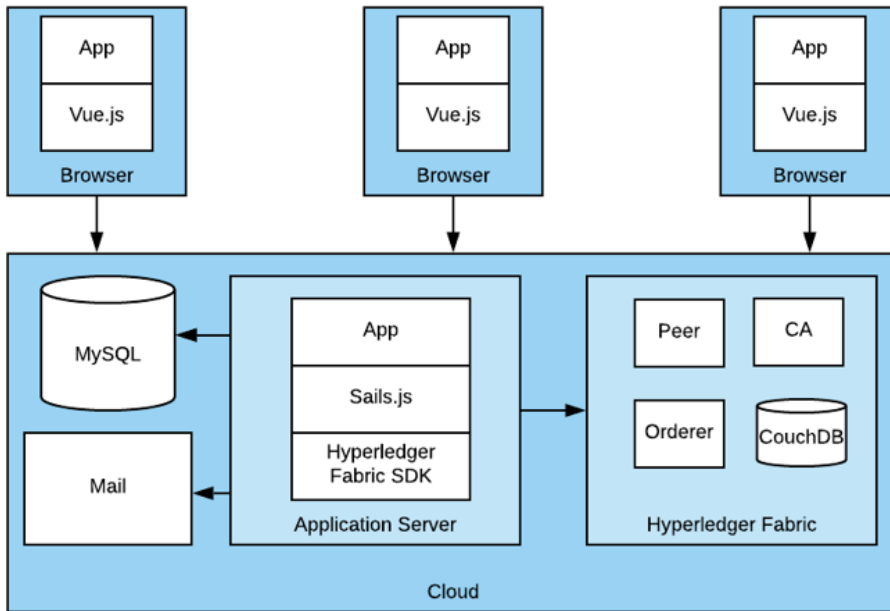 App
Vue.js
Browser
App
Vue.js
Browser
App
Vue.js
Browser
MySQL
Mail
App
Sails.js
Hyperledger
Fabric SDK
Application Server
Peer
CA
Orderer
CouchDB
Hyperledger Fabric
Cloud